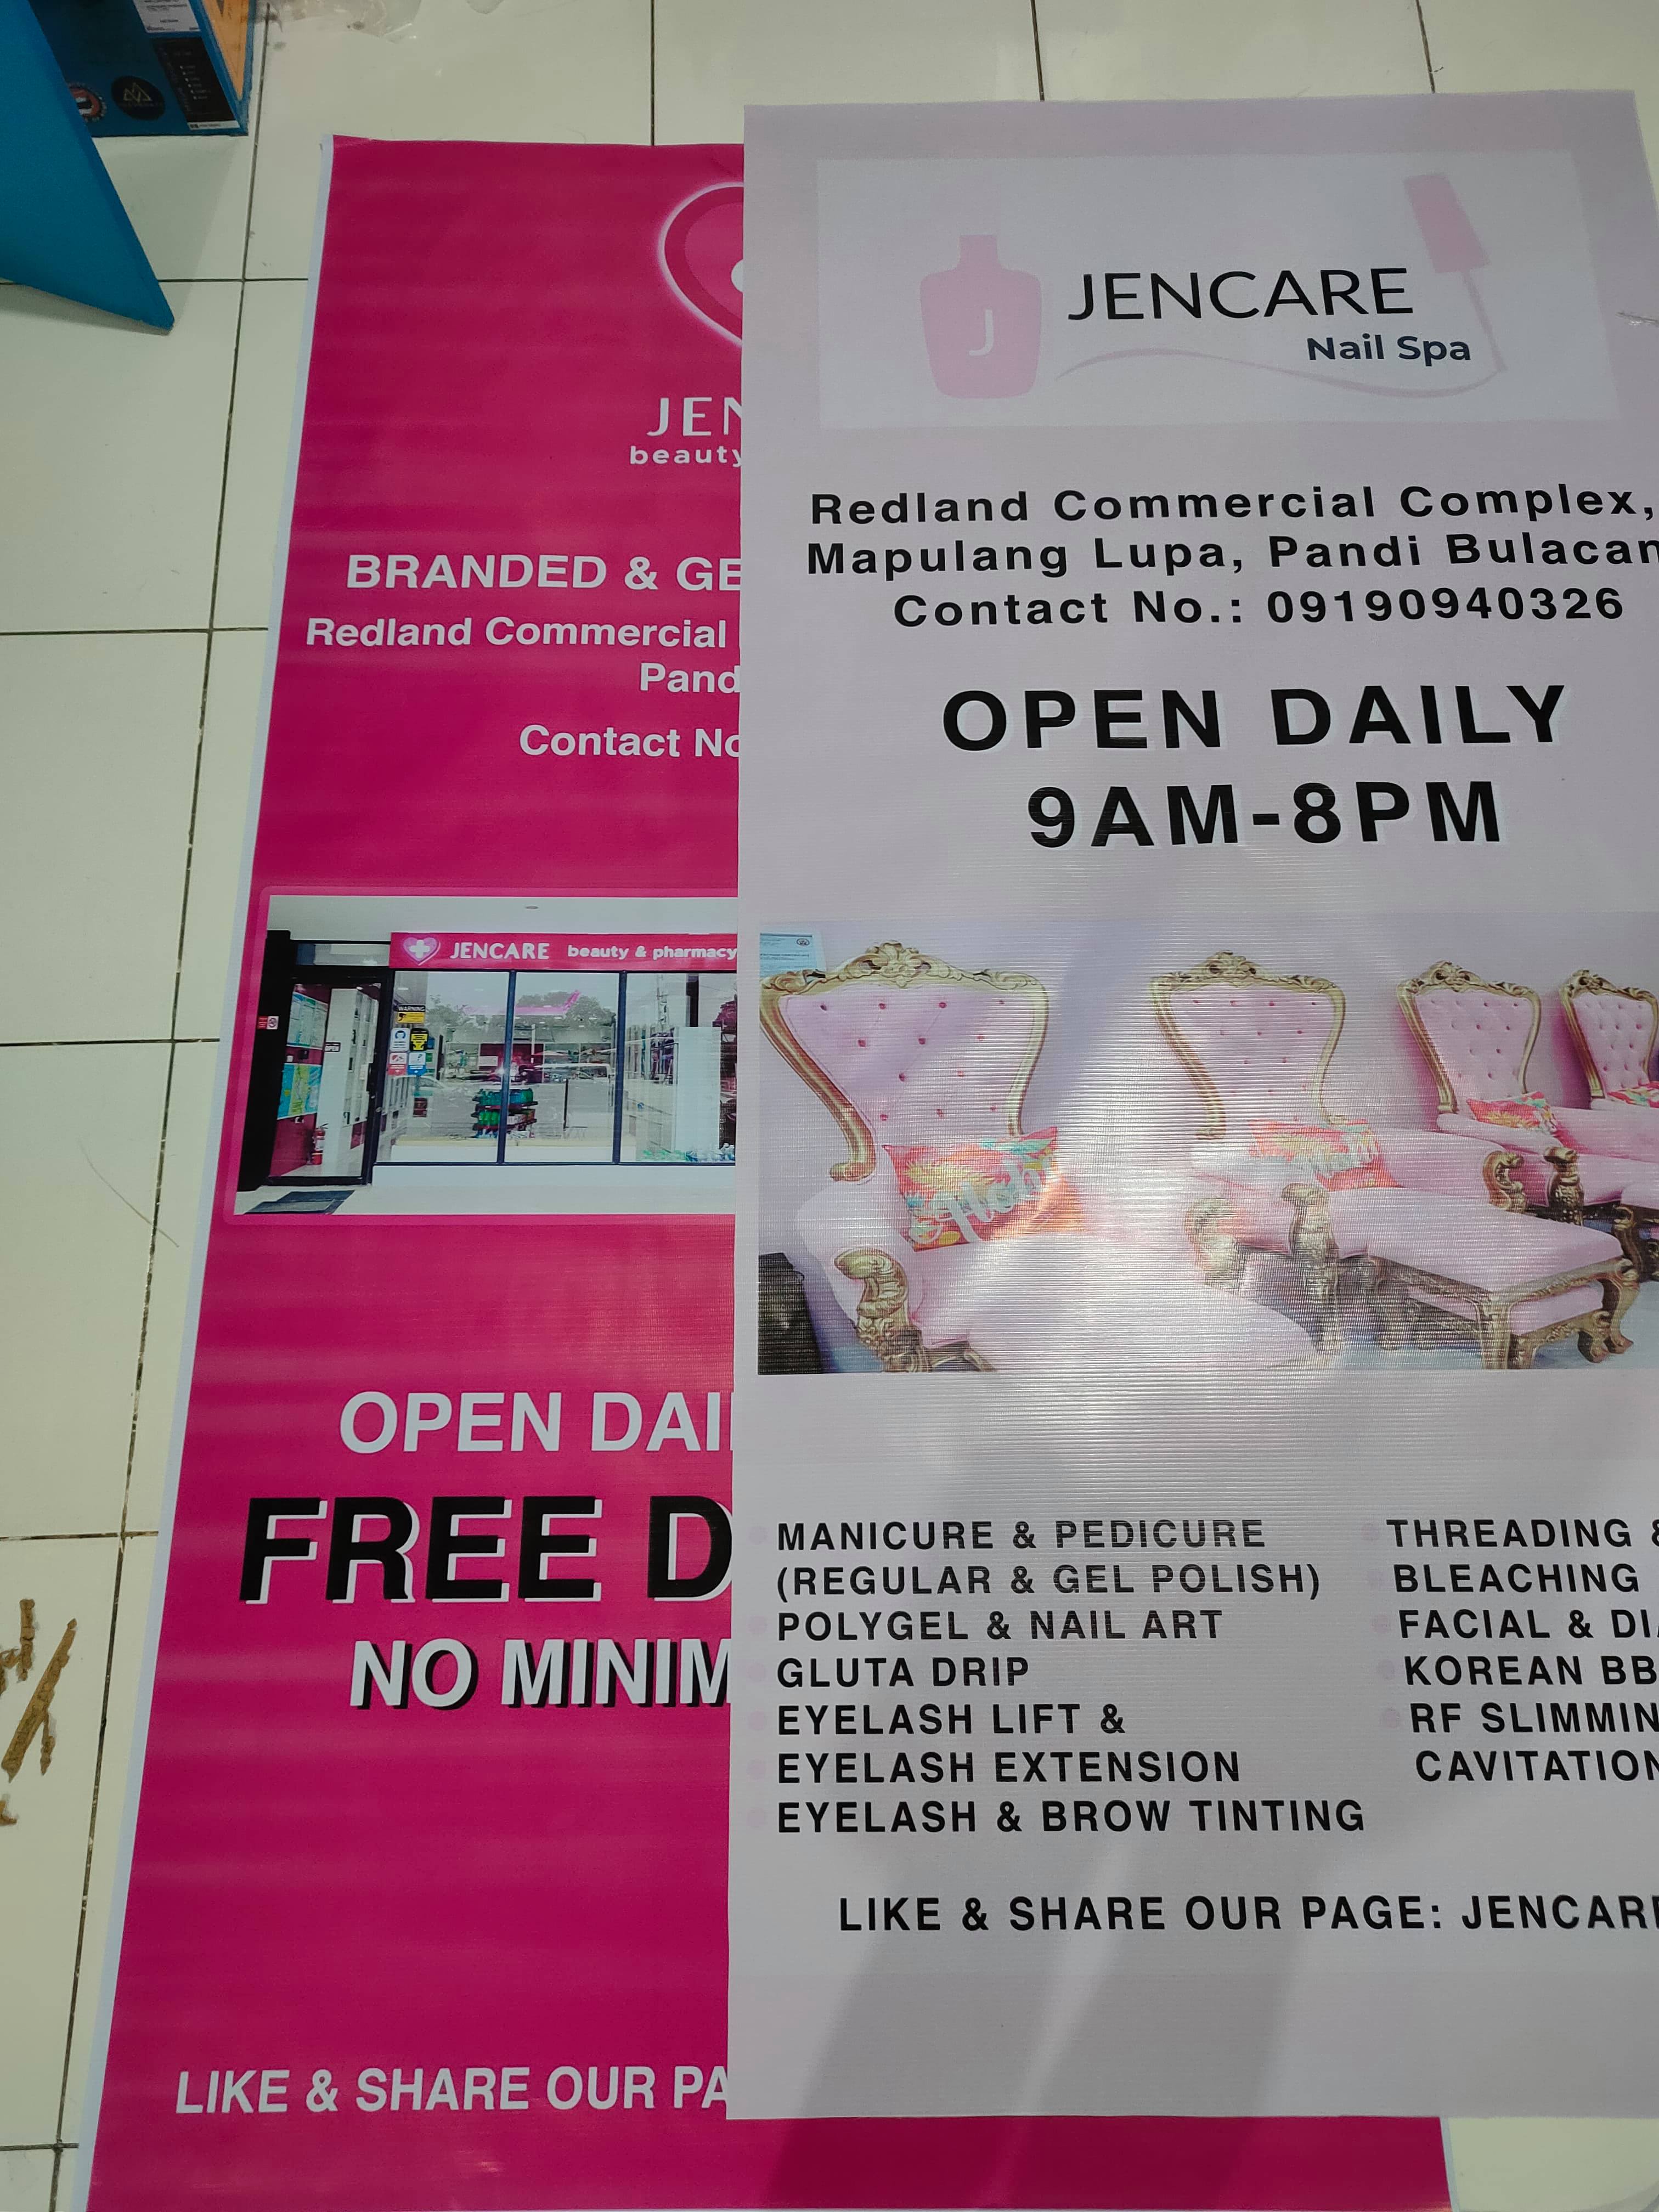 JEN
beauty
BRANDED & GE
Redland Commercial
Pand
Contact No
JENCARE beauty & pharmacy
WARNING
OPEN DAI
FREE D
NO MINIM
LIKE & SHARE OUR PA
J
JENCARE
Nail Spa
Redland Commercial Complex,
Mapulang Lupa, Pandi Bulacan
Contact No.: 09190940326
OPEN DAILY
9AM-8PM
MANICURE & PEDICURE
(REGULAR & GEL POLISH)
POLYGEL & NAIL ART
GLUTA DRIP
EYELASH LIFT &
EYELASH EXTENSION
EYELASH & BROW TINTING
THREADING &
BLEACHING
FACIAL & DI
KOREAN BB
RF SLIMMIN
CAVITATION
LIKE & SHARE OUR PAGE: JENCARE